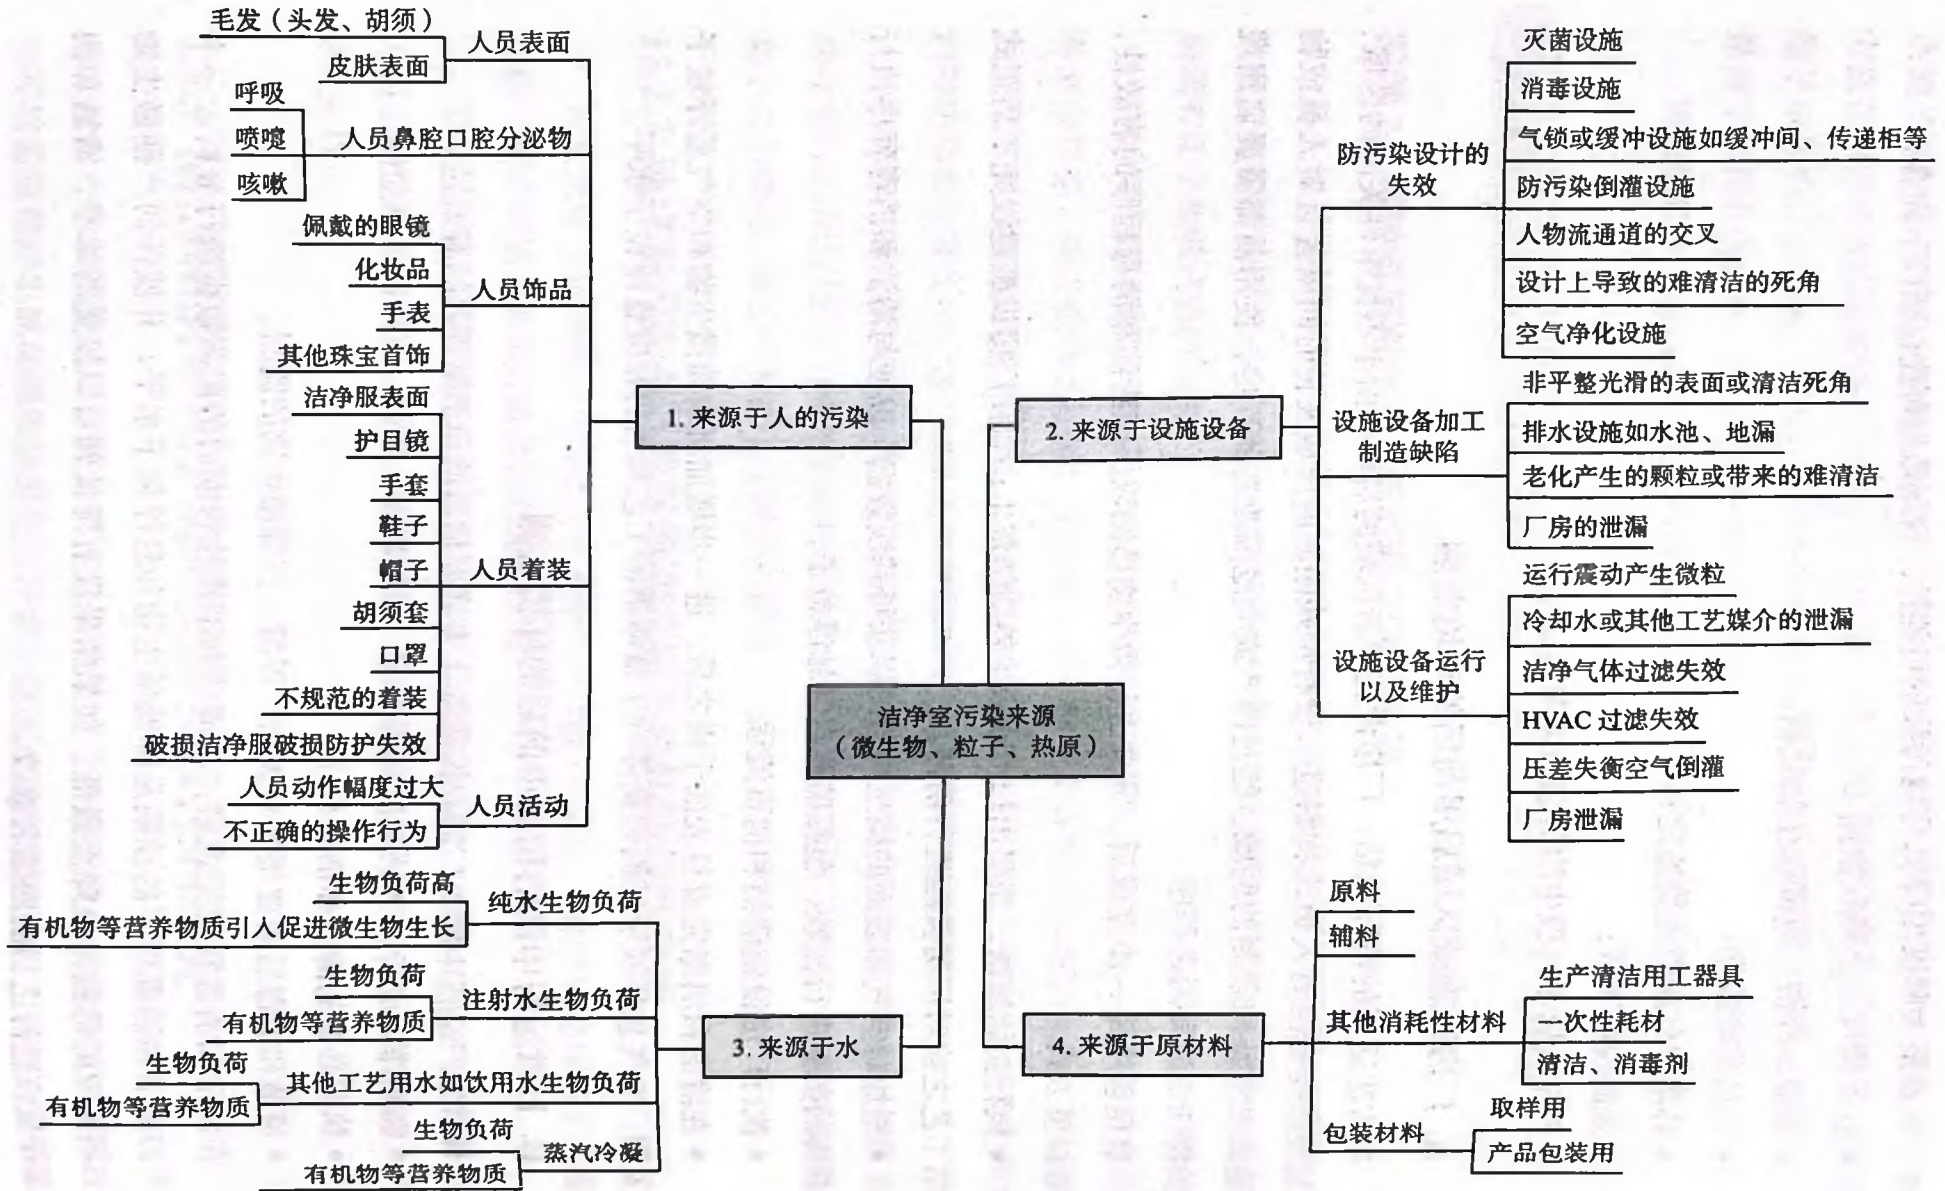 毛发（头发、胡须）
人员表面
皮肤表面
呼吸
喷嚏
人员鼻腔口腔分泌物
咳嗽
佩戴的眼镜
化妆品
人员饰品
手表
其他珠宝首饰
洁净服表面
护目镜
手套
鞋子
帽子
人员着装
胡须套
口罩
不规范的着装
破损洁净服破损防护失效
人员动作幅度过大
人员活动
不正确的操作行为
1. 来源于人的污染
灭菌设施
消毒设施
气锁或缓冲设施如缓冲间、传递柜等
防污染设计的
失效
防污染倒灌设施
人物流通道的交叉
设计上导致的难清洁的死角
空气净化设施
2. 来源于设施设备
非平整光滑的表面或清洁死角
设施设备加工
制造缺陷
排水设施如水池、地漏
老化产生的颗粒或带来的难清洁
厂房的泄漏
运行震动产生微粒
冷却水或其他工艺媒介的泄漏
设施设备运行
以及维护
洁净气体过滤失效
HVAC 过滤失效
压差失衡空气倒灌
厂房泄漏
洁净室污染来源
（微生物、粒子、热原）
生物负荷高
纯水生物负荷
有机物等营养物质引入促进微生物生长
生物负荷
注射水生物负荷
有机物等营养物质
3. 来源于水
生物负荷
其他工艺用水如饮用水生物负荷
有机物等营养物质
生物负荷
蒸汽冷凝
有机物等营养物质
原料
辅料
4. 来源于原材料
其他消耗性材料
生产清洁用工器具
一次性耗材
清洁、消毒剂
包装材料
取样用
产品包装用